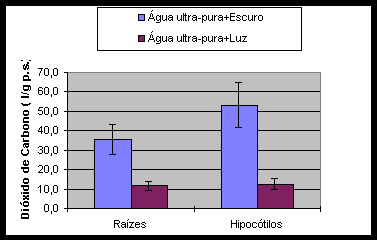 Água ultra-pura+Escuro
Água ultra-pura+Luz
Dióxido de Carbono ( l/g p.s.)
70,0
60,0
50,0
40,0
30,0
20,0
10,0
0,0
Raízes
Hipocótilos